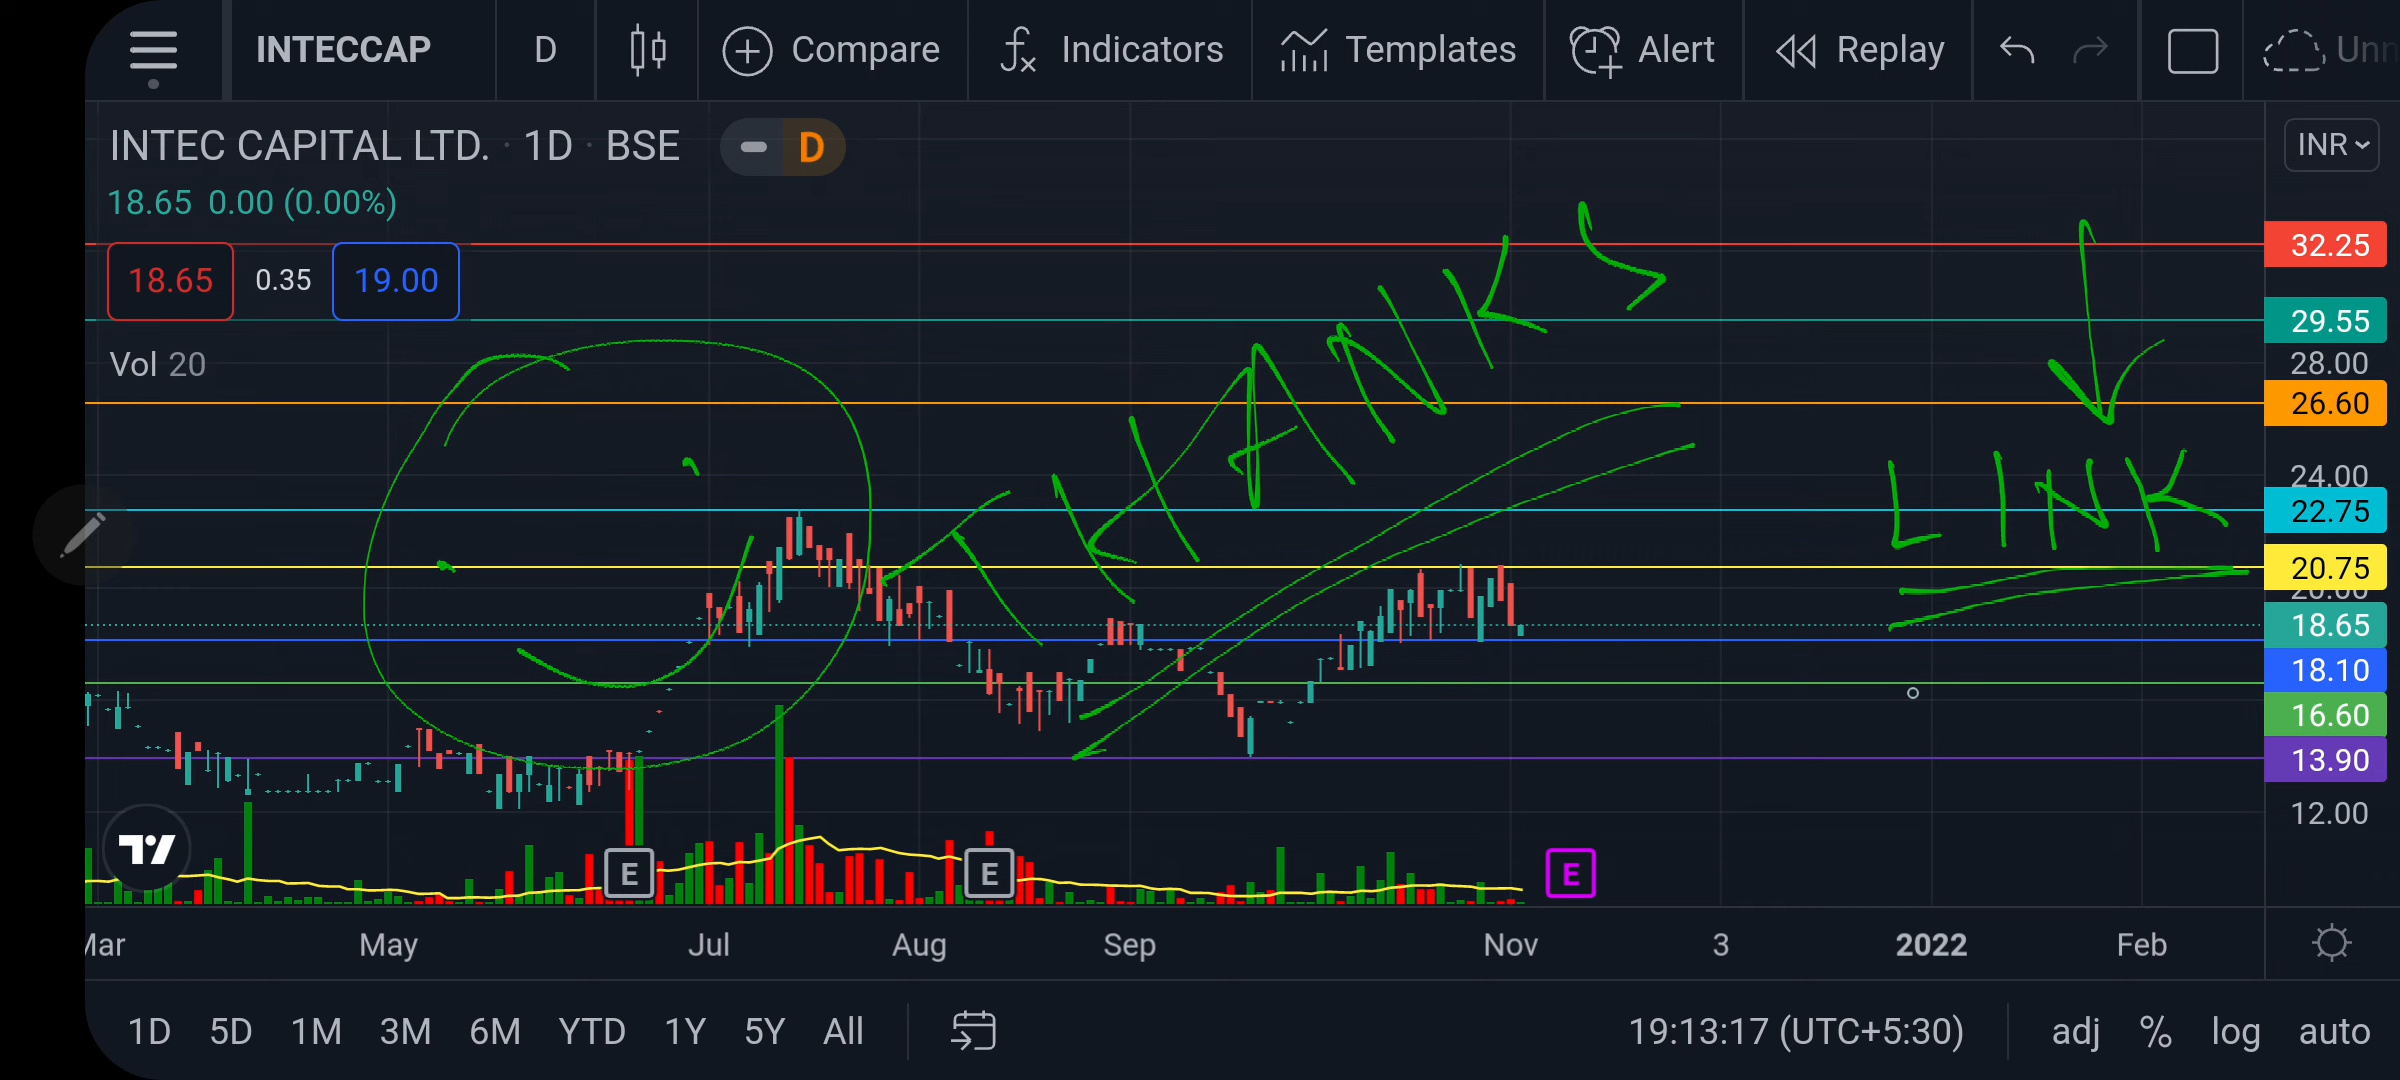 INTECCAP D Compare Indicators Templates Alert Replay
INTEC CAPITAL LTD. · 1D · BSE D INR
18.65 0.00 (0.00%)
18.65 0.35 19.00
Vol 20
THANKS
LINK
32.25
29.55
28.00
26.60
24.00
22.75
20.75
20.00
18.65
18.10
16.60
13.90
12.00
E E E
Mar May Jul Aug Sep Nov 3 2022 Feb
1D 5D 1M 3M 6M YTD 1Y 5Y All 19:13:17 (UTC+5:30) adj % log auto